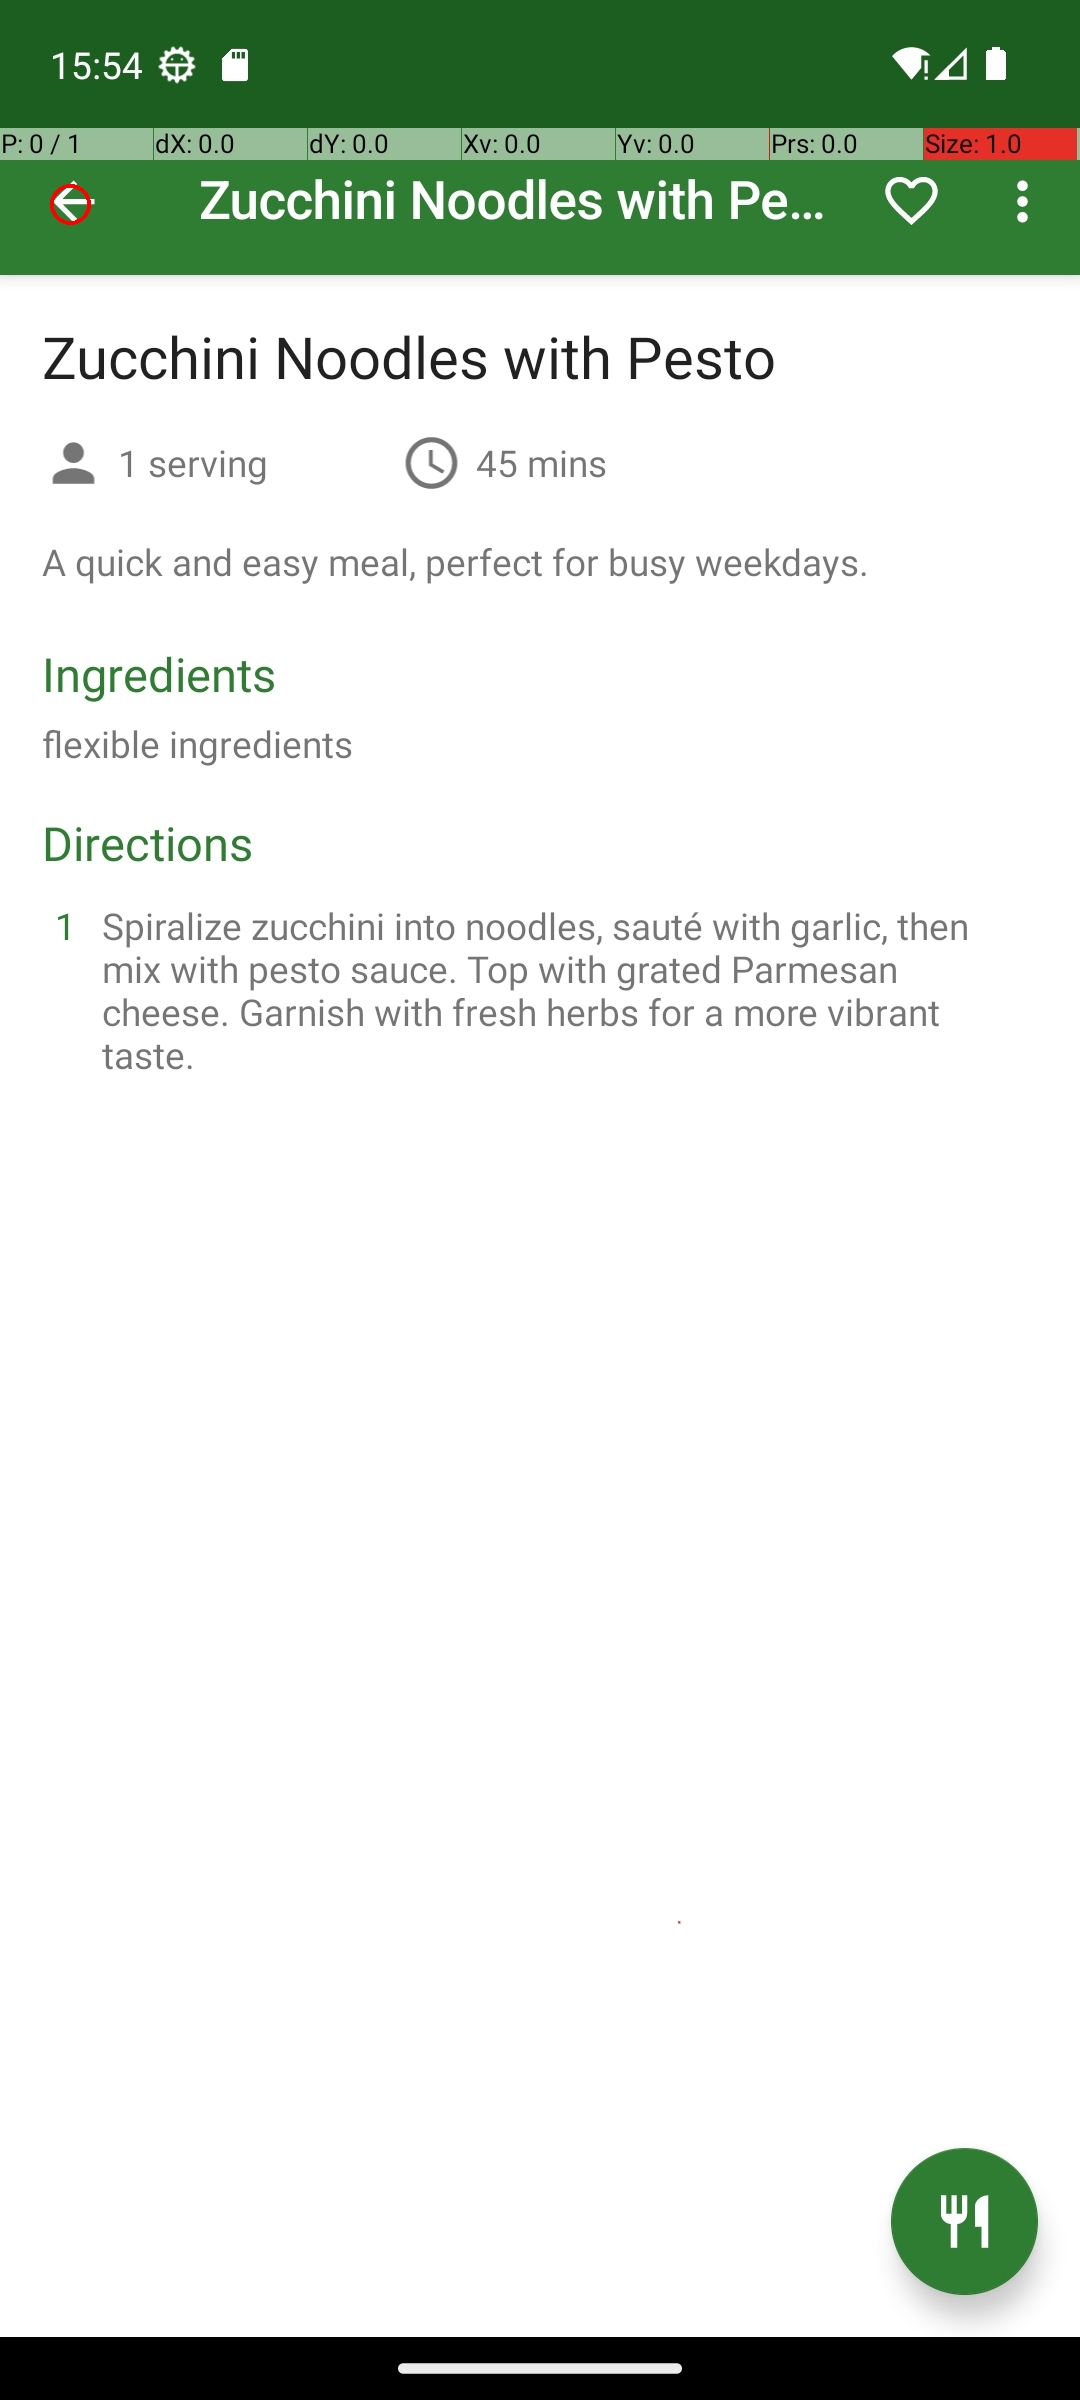 15:54
P: 0 / 1 dX: 0.0 dY: 0.0 Xv: 0.0 Yv: 0.0 Prs: 0.0 Size: 1.0
Zucchini Noodles with Pe...
Zucchini Noodles with Pesto
1 serving 45 mins
A quick and easy meal, perfect for busy weekdays.
Ingredients
flexible ingredients
Directions
1 Spiralize zucchini into noodles, sauté with garlic, then
mix with pesto sauce. Top with grated Parmesan
cheese. Garnish with fresh herbs for a more vibrant
taste.